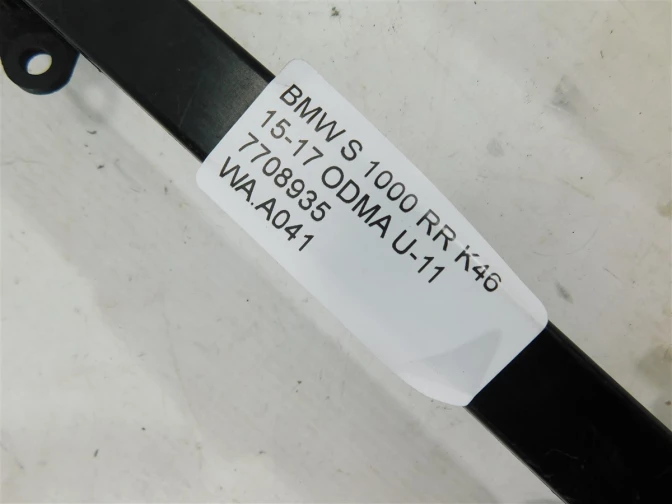 BMW S 1000 RR K46
15-17 ODMA U-11
7708935
WA.A041